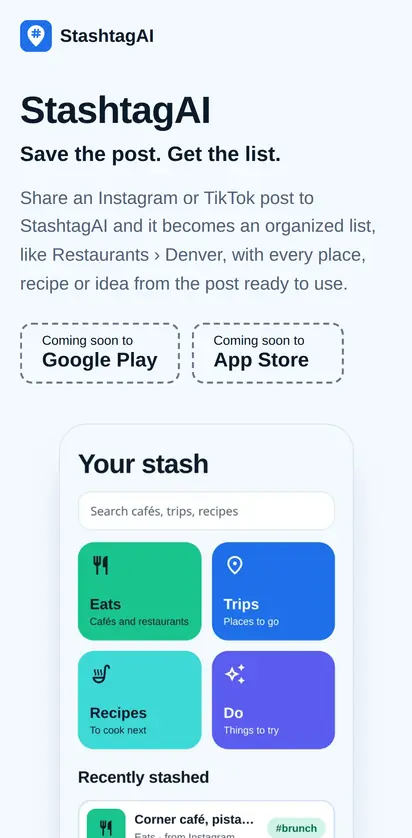 StashtagAI
StashtagAI
Save the post. Get the list.
Share an Instagram or TikTok post to
StashtagAI and it becomes an organized list,
like Restaurants › Denver, with every place,
recipe or idea from the post ready to use.
Coming soon to
Google Play
Coming soon to
App Store
Your stash
Search cafés, trips, recipes
Eats
Cafés and restaurants
Trips
Places to go
Recipes
To cook next
Do
Things to try
Recently stashed
Corner café, pista…
#brunch
Eats · from Instagram